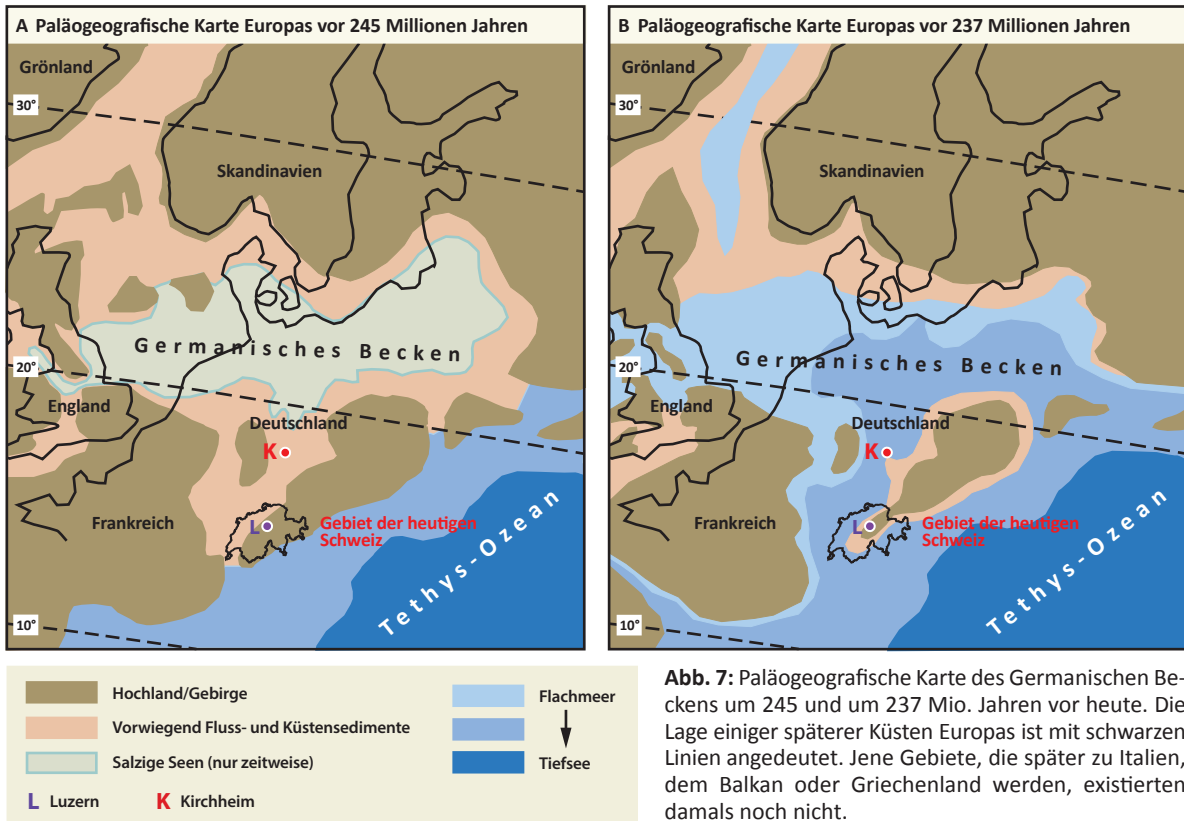 A Paläogeografische Karte Europas vor 245 Millionen Jahren
Grönland
30°
Skandinavien
Germanisches Becken
20°
England
Deutschland
K
Frankreich
L
Gebiet der heutigen
Schweiz
Tethys-Ozean
10°
B Paläogeografische Karte Europas vor 237 Millionen Jahren
Grönland
30°
Skandinavien
Germanisches Becken
20°
England
Deutschland
K
Frankreich
L
Gebiet der heutigen
Schweiz
Tethys-Ozean
10°
Hochland/Gebirge
Vorwiegend Fluss- und Küstensedimente
Salzige Seen (nur zeitweise)
L Luzern K Kirchheim
Flachmeer
Tiefsee
Abb. 7: Paläogeografische Karte des Germanischen Be-
ckens um 245 und um 237 Mio. Jahren vor heute. Die
Lage einiger späterer Küsten Europas ist mit schwarzen
Linien angedeutet. Jene Gebiete, die später zu Italien,
dem Balkan oder Griechenland werden, existierten
damals noch nicht.